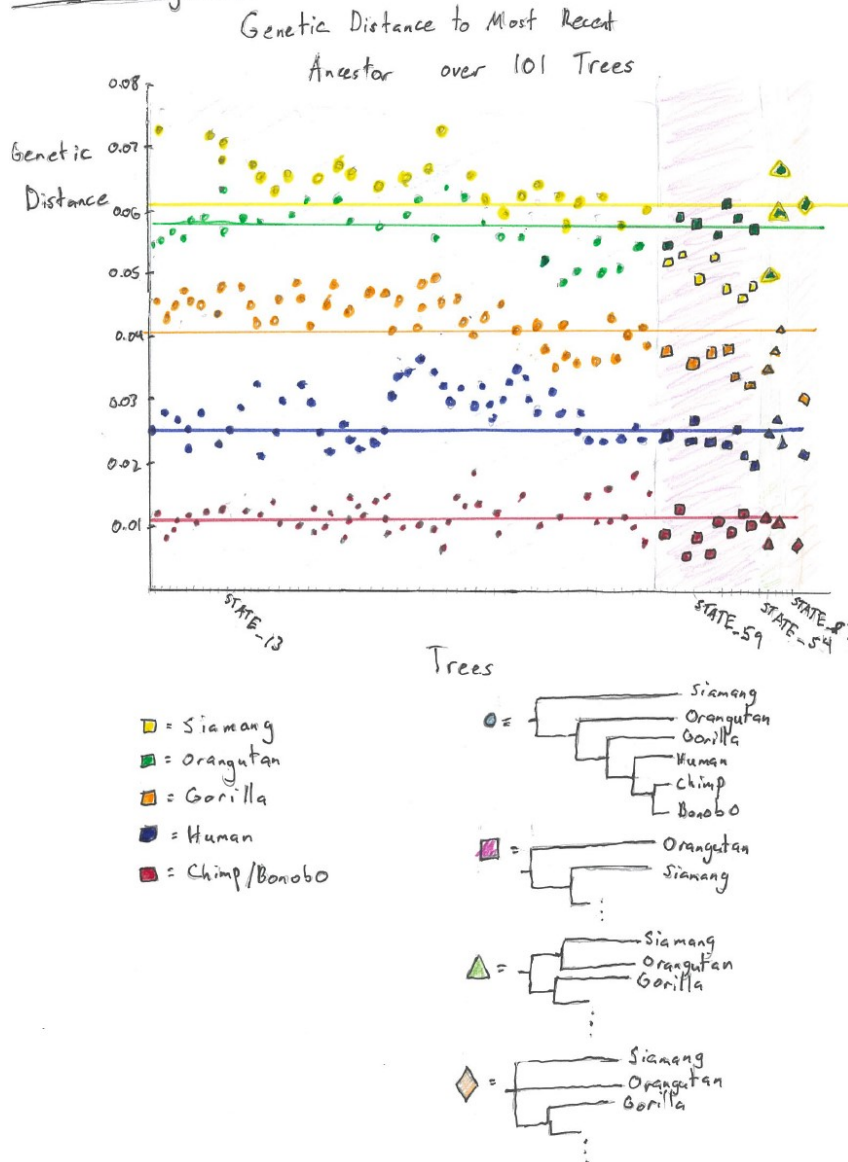 Genetic Distance to Most Recent
Ancestor over 101 Trees
Genetic
Distance
0.08
0.07
0.06
0.05
0.04
0.03
0.02
0.01
STATE_13
STATE_59
STATE_54
Trees
= Siamang
= Orangutan
= Gorilla
= Human
= Chimp/Bonobo
=
Siamang
Orangutan
Gorilla
Human
Chimp
Bonobo
=
Orangutan
Siamang
=
Siamang
Orangutan
Gorilla
=
Siamang
Orangutan
Gorilla